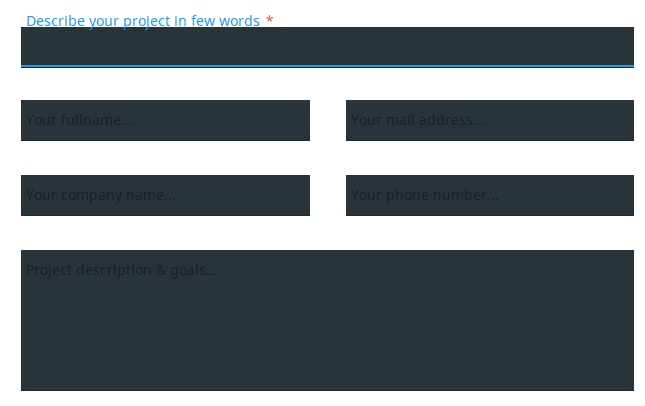 Describe your project in few words *
Your fullname...
Your mail address...
Your company name...
Your phone number...
Project description & goals...